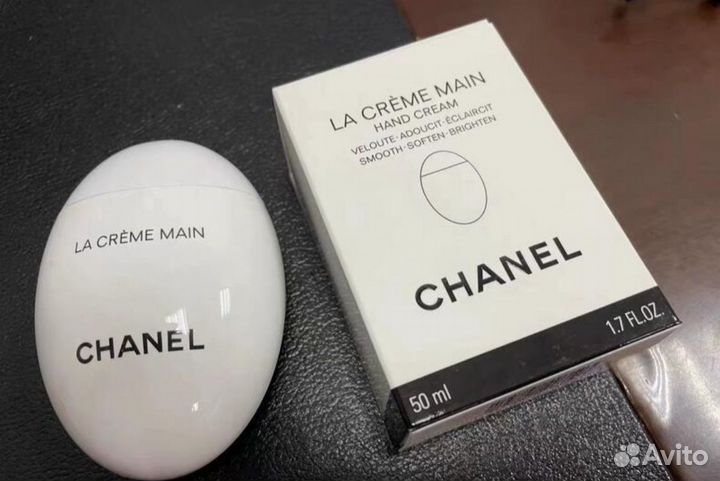 LA CRÈME MAIN
CHANEL
LA CRÈME MAIN
HAND CREAM
VELOUTE·ADOUCIT·ÉCLAIRCIT
SMOOTH·SOFTEN·BRIGHTEN
CHANEL
50 ml
1.7 FL.OZ.
Avito